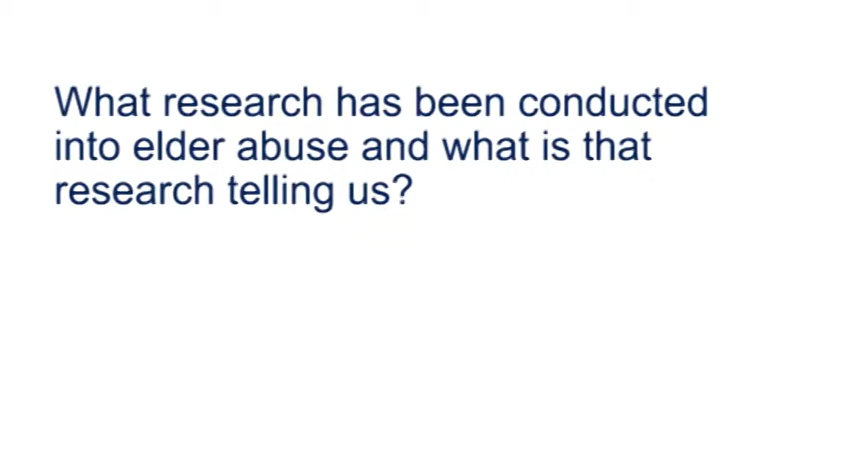 What research has been conducted
into elder abuse and what is that
research telling us?